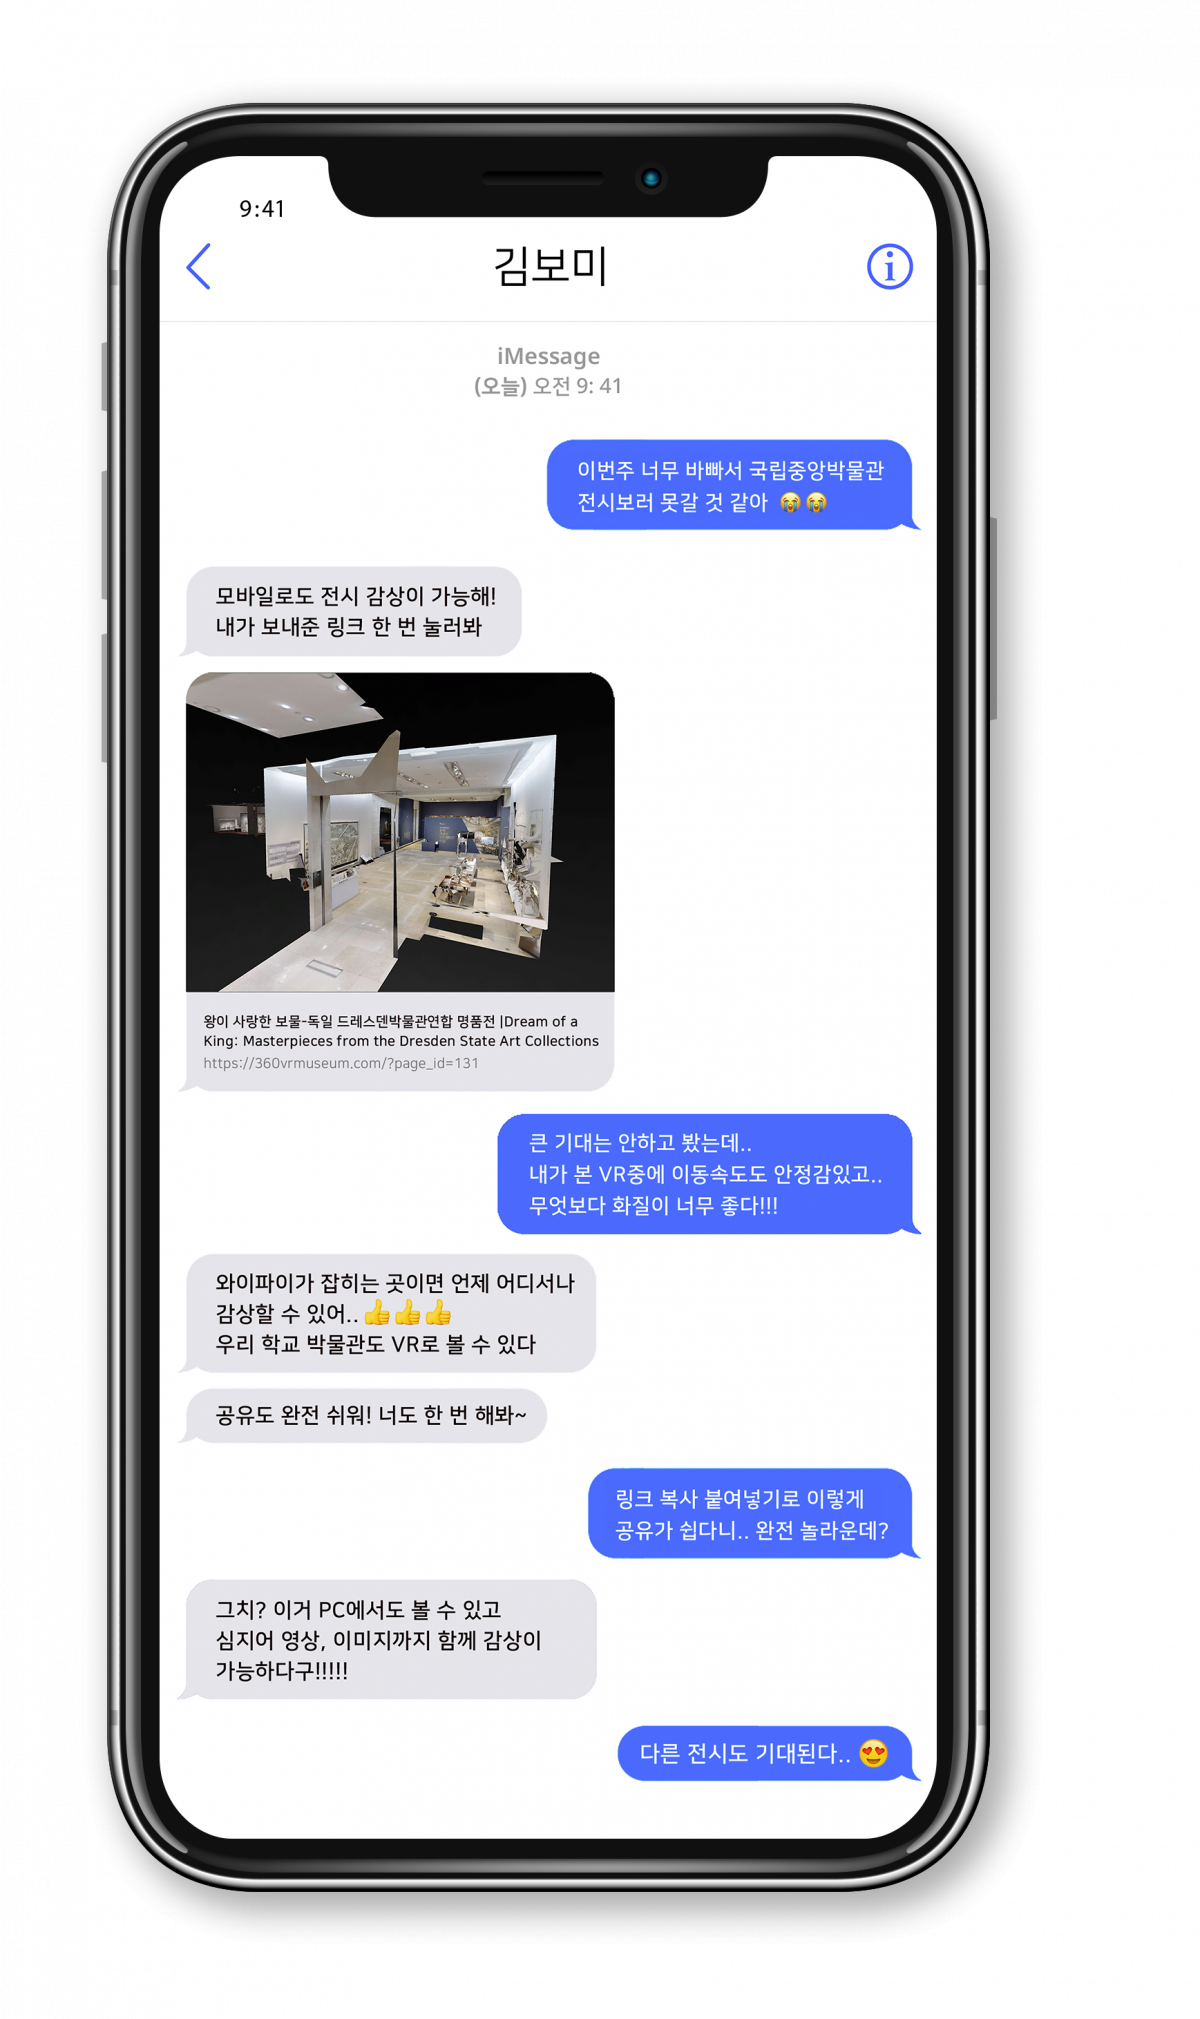 9:41
김보미
iMessage
(오늘) 오전 9: 41
이번주 너무 바빠서 국립중앙박물관
전시보러 못갈 것 같아 😭😭
모바일로도 전시 감상이 가능해!
내가 보내준 링크 한 번 눌러봐
왕이 사랑한 보물-독일 드레스덴박물관연합 명품전 |Dream of a
King: Masterpieces from the Dresden State Art Collections
https://360vrmuseum.com/?page_id=131
큰 기대는 안하고 봤는데..
내가 본 VR중에 이동속도도 안정감있고..
무엇보다 화질이 너무 좋다!!!
와이파이가 잡히는 곳이면 언제 어디서나
감상할 수 있어.. 👍👍👍
우리 학교 박물관도 VR로 볼 수 있다
공유도 완전 쉬워! 너도 한 번 해봐~
링크 복사 붙여넣기로 이렇게
공유가 쉽다니.. 완전 놀라운데?
그치? 이거 PC에서도 볼 수 있고
심지어 영상, 이미지까지 함께 감상이
가능하다구!!!!!
다른 전시도 기대된다.. 😍